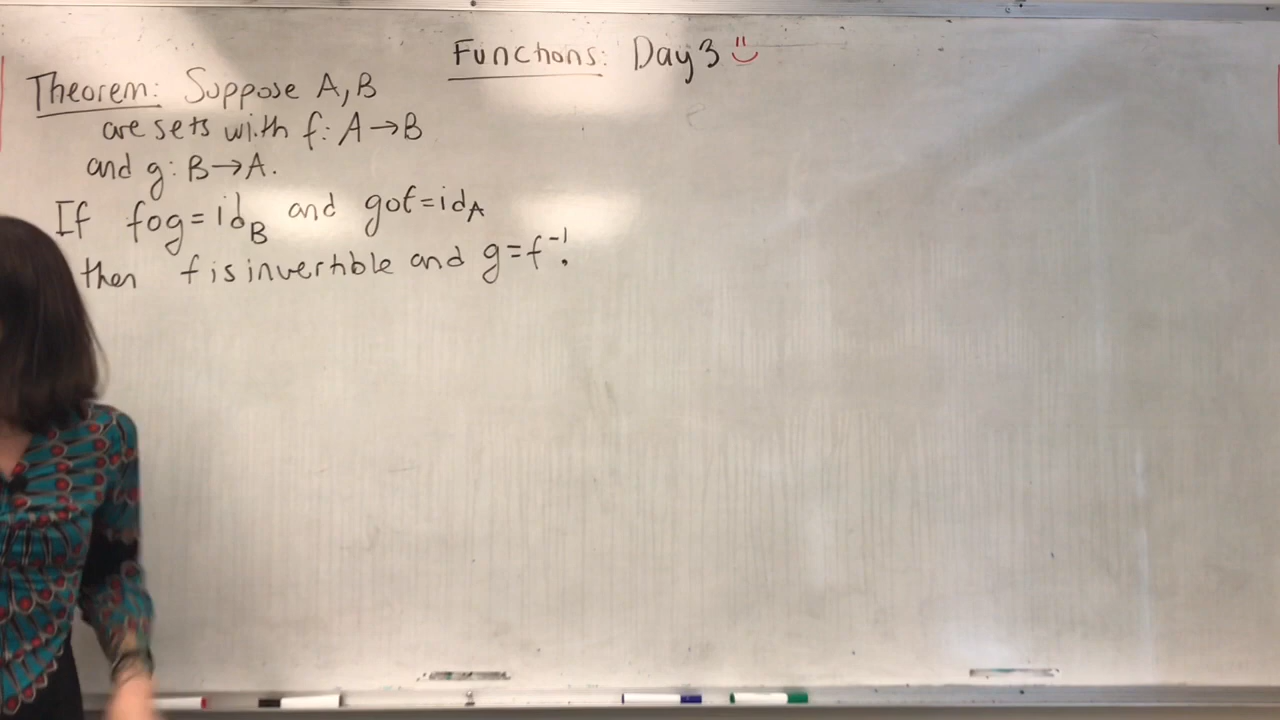 Functions: Day 3
Theorem: Suppose A, B
are sets with f: A→B
and g: B→A.
If f∘g = id_B and g∘f = id_A
then f is invertible and g = f⁻¹.